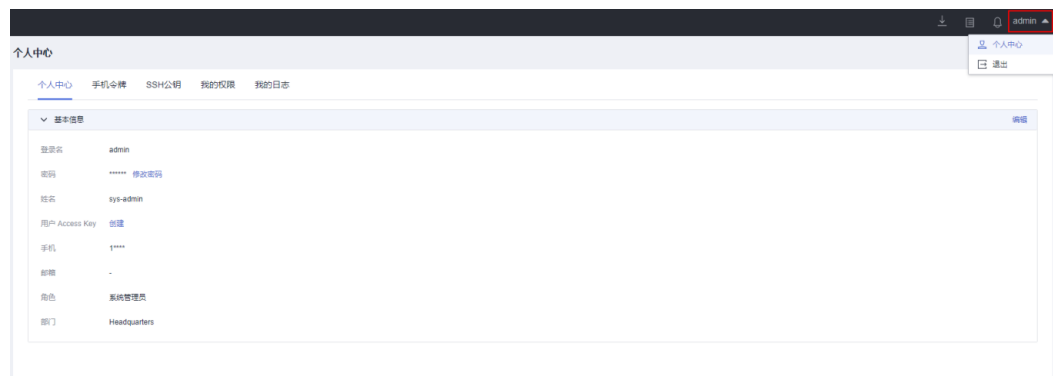 admin
个人中心
退出
个人中心
个人中心 手机令牌 SSH公钥 我的权限 我的日志
基本信息 编辑
登录名 admin
密码 ****** 修改密码
姓名 sys-admin
用户 Access Key 创建
手机 1****
邮箱 -
角色 系统管理员
部门 Headquarters